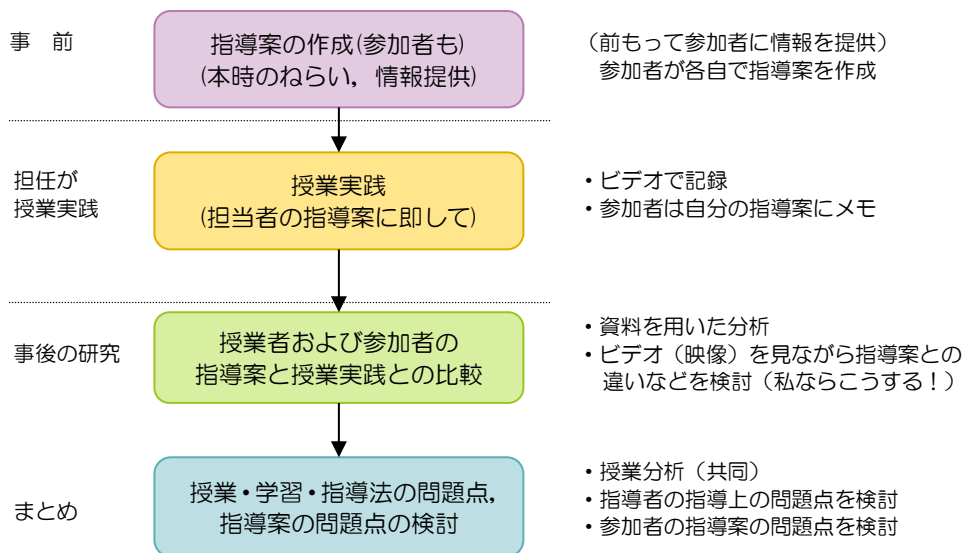 事　前
指導案の作成(参加者も)
(本時のねらい，情報提供)
（前もって参加者に情報を提供）
参加者が各自で指導案を作成
担任が
授業実践
授業実践
(担当者の指導案に即して)
・ビデオで記録
・参加者は自分の指導案にメモ
事後の研究
授業者および参加者の
指導案と授業実践との比較
・資料を用いた分析
・ビデオ（映像）を見ながら指導案との
違いなどを検討（私ならこうする！）
まとめ
授業・学習・指導法の問題点，
指導案の問題点の検討
・授業分析（共同）
・指導者の指導上の問題点を検討
・参加者の指導案の問題点を検討